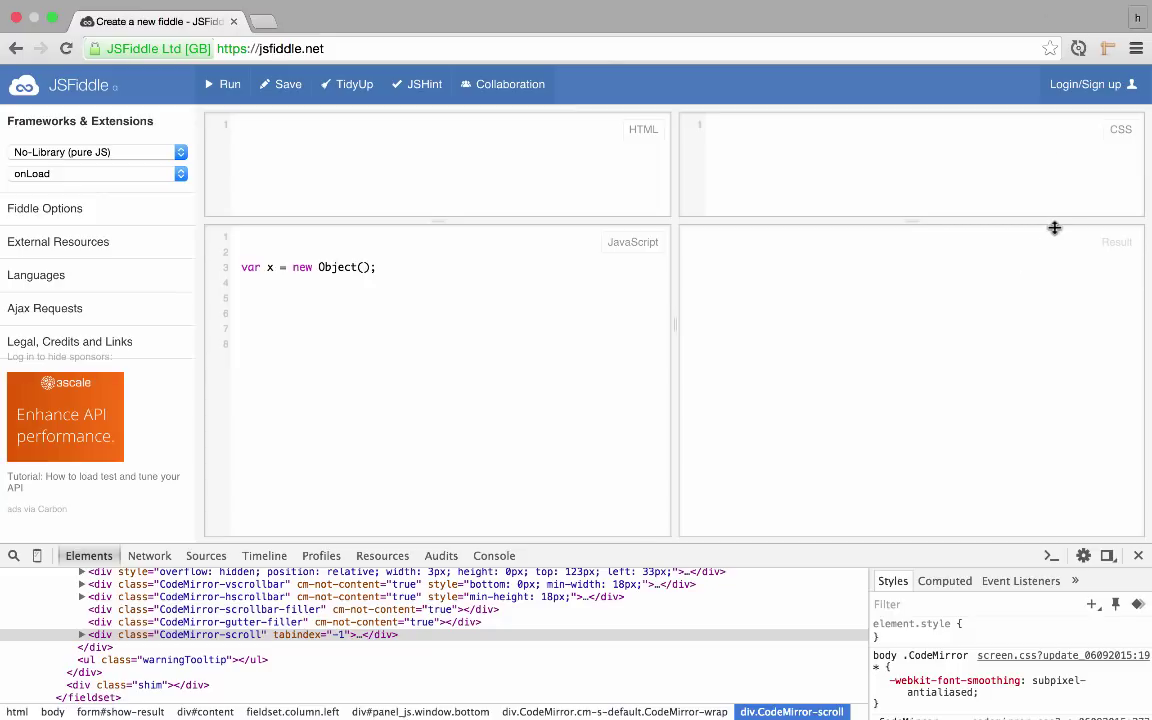 Create a new fiddle - JSFid
h
JSFiddle Ltd [GB] https://jsfiddle.net
JSFiddle α
Run Save TidyUp JSHint Collaboration
Login/Sign up
Frameworks & Extensions
No-Library (pure JS)
onLoad
Fiddle Options
External Resources
Languages
Ajax Requests
Legal, Credits and Links
Log in to hide sponsors:
3scale
Enhance API
performance.
Tutorial: How to load test and tune your
API
ads via Carbon
1
HTML
1
CSS
1
JavaScript
2
3 var x = new Object();
4
5
6
7
8
Result
Elements Network Sources Timeline Profiles Resources Audits Console
<div style="overflow: hidden; position: relative; width: 3px; height: 0px; top: 123px; left: 33px;">…</div>
<div class="CodeMirror-vscrollbar" cm-not-content="true" style="bottom: 0px; min-width: 18px;">…</div>
<div class="CodeMirror-hscrollbar" cm-not-content="true" style="min-height: 18px;">…</div>
<div class="CodeMirror-scrollbar-filler" cm-not-content="true"></div>
<div class="CodeMirror-gutter-filler" cm-not-content="true"></div>
<div class="CodeMirror-scroll" tabindex="-1">…</div>
</div>
<ul class="warningTooltip"></ul>
</div>
<div class="shim"></div>
</fieldset>
html body form#show-result div#content fieldset.column.left div#panel_js.window.bottom div.CodeMirror.cm-s-default.CodeMirror-wrap div.CodeMirror-scroll
Styles Computed Event Listeners »
Filter
element.style {
}
body .CodeMirror screen.css?update_06092015:19
* {
-webkit-font-smoothing: subpixel-
antialiased;
}